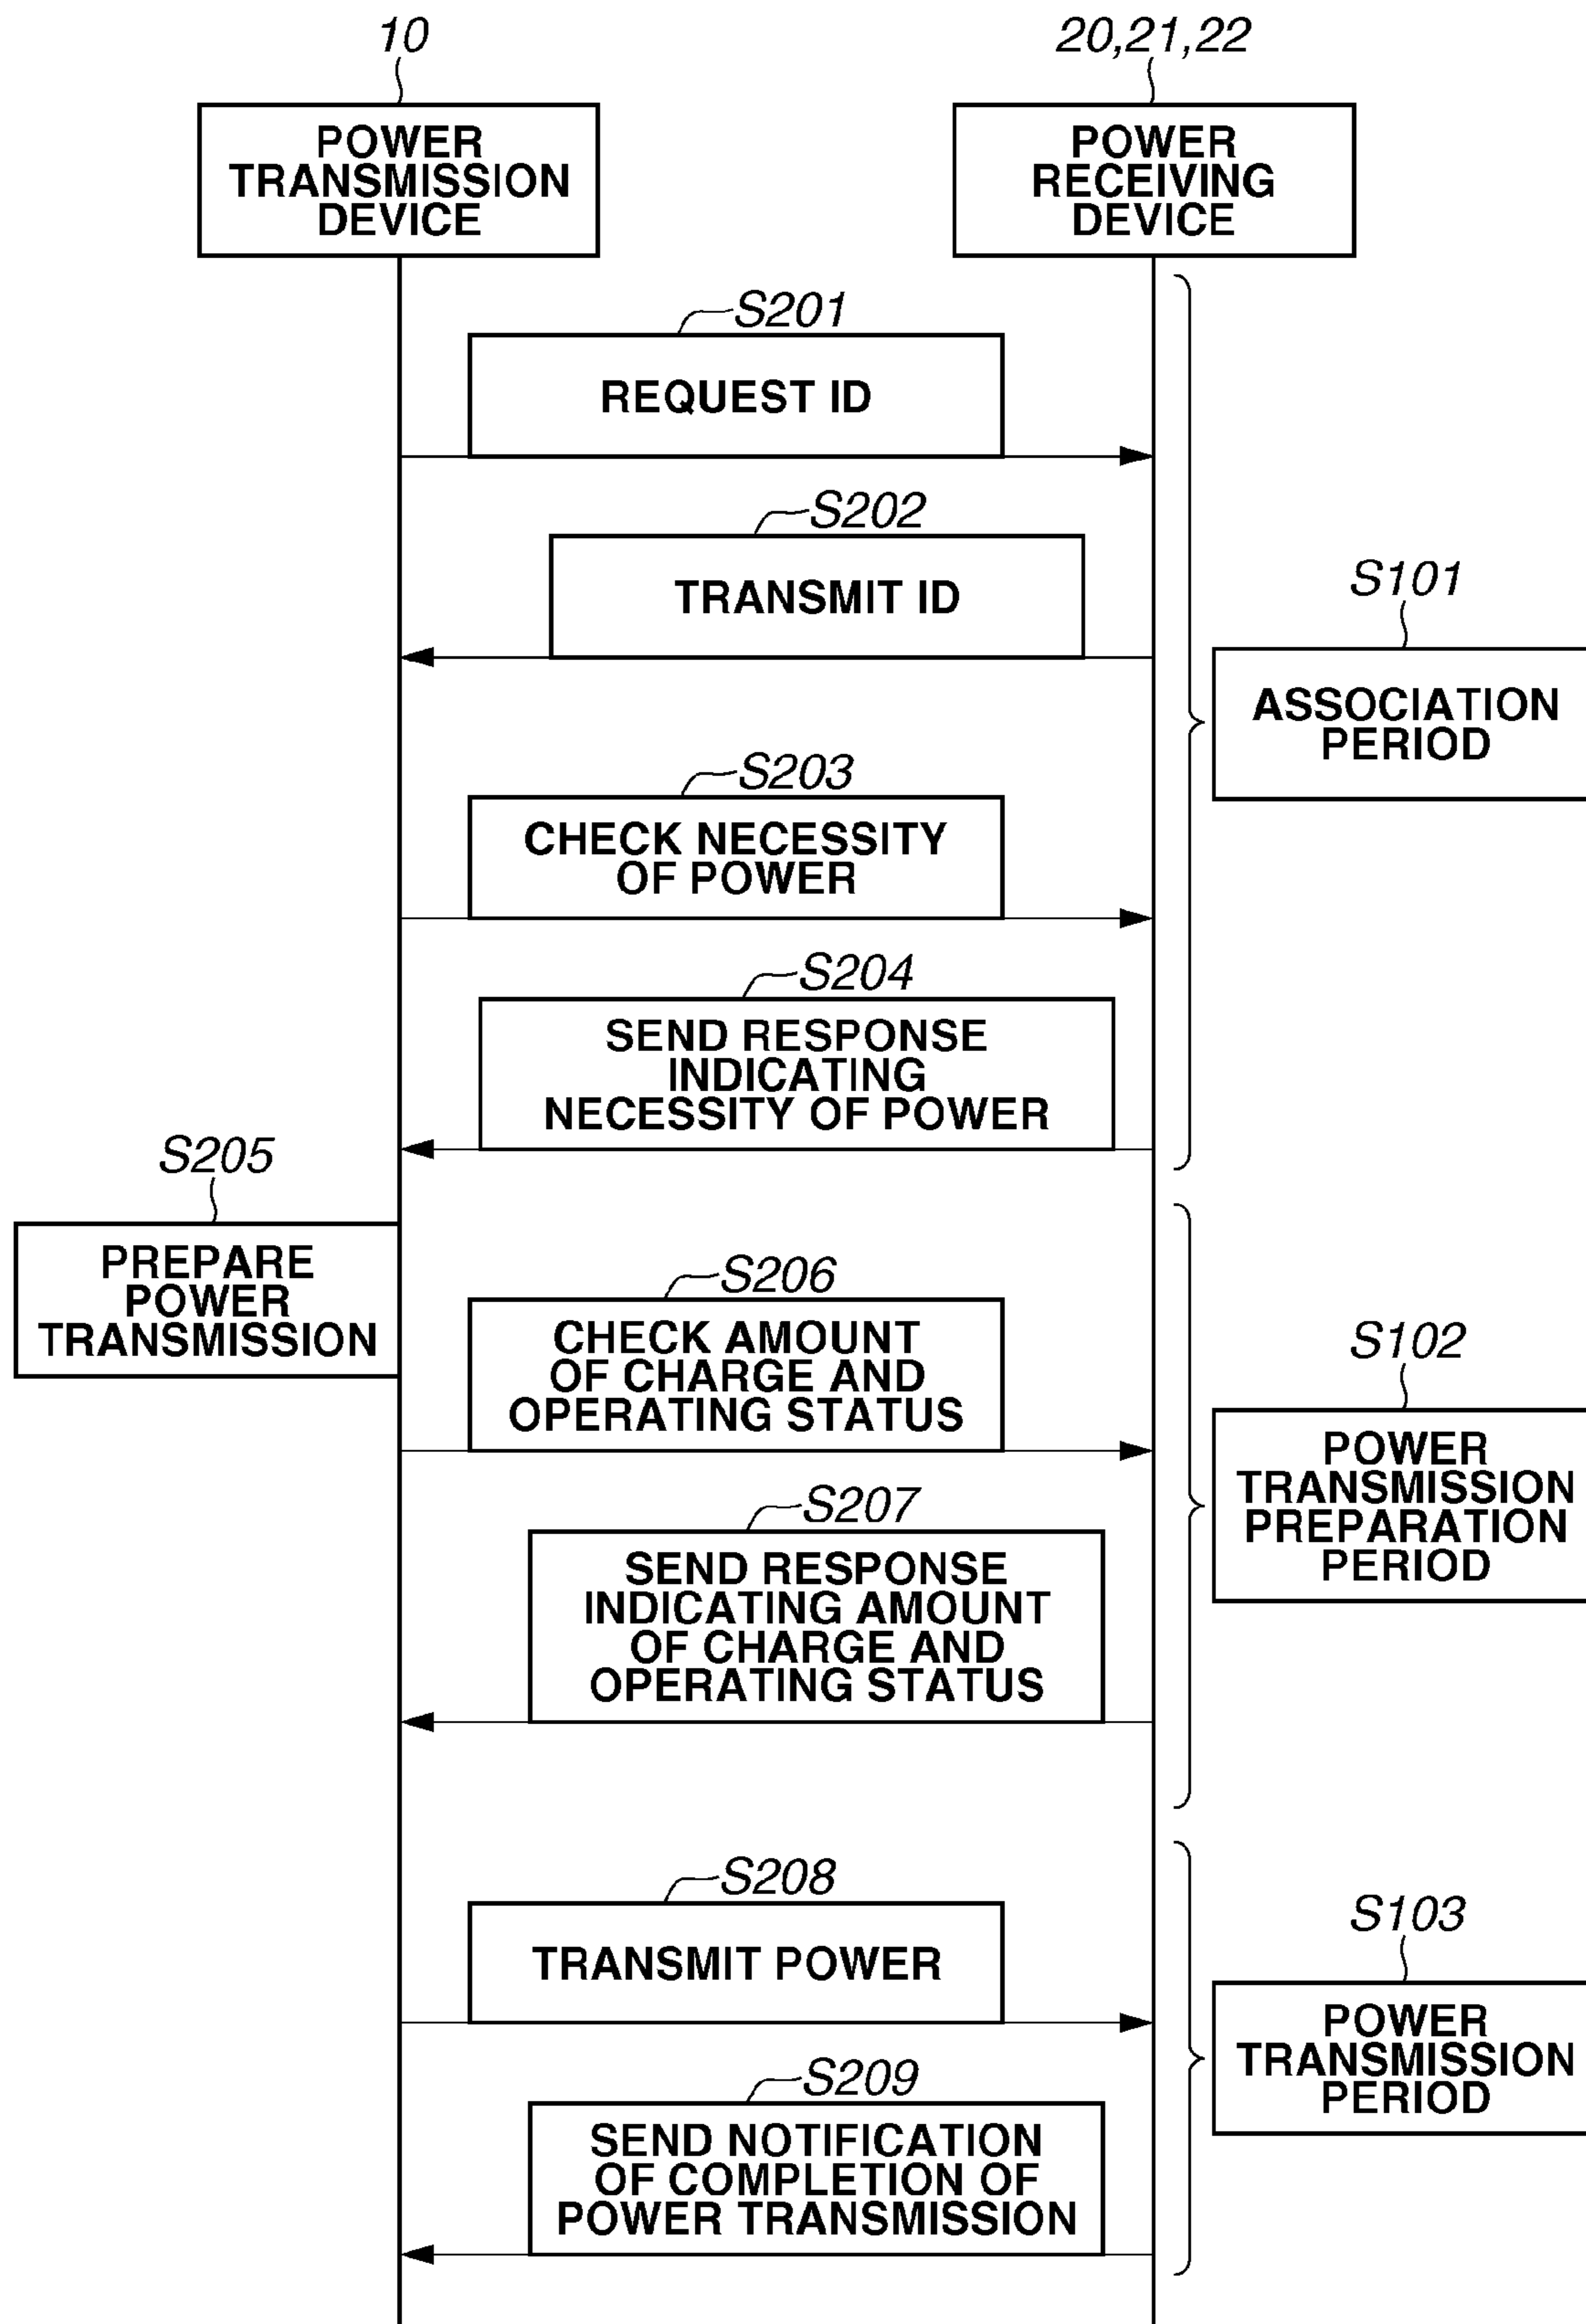 10
20,21,22
POWER
TRANSMISSION
DEVICE
POWER
RECEIVING
DEVICE
S201
REQUEST ID
S202
TRANSMIT ID
S101
ASSOCIATION
PERIOD
S203
CHECK NECESSITY
OF POWER
S204
SEND RESPONSE
INDICATING
NECESSITY OF POWER
S205
PREPARE
POWER
TRANSMISSION
S206
CHECK AMOUNT
OF CHARGE AND
OPERATING STATUS
S102
POWER
TRANSMISSION
PREPARATION
PERIOD
S207
SEND RESPONSE
INDICATING AMOUNT
OF CHARGE AND
OPERATING STATUS
S208
TRANSMIT POWER
S103
POWER
TRANSMISSION
PERIOD
S209
SEND NOTIFICATION
OF COMPLETION OF
POWER TRANSMISSION